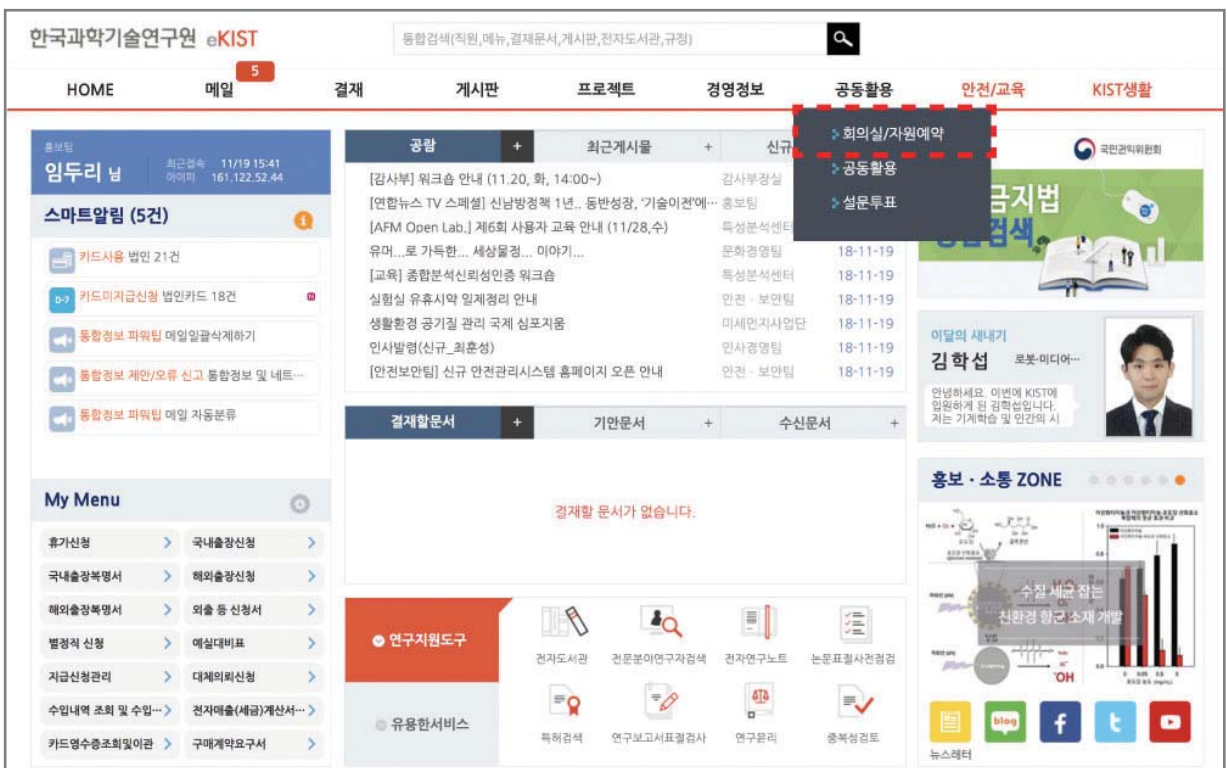 한국과학기술연구원 eKIST
통합검색(직원,메뉴,결재문서,게시판,전자도서관,규정)
5
HOME 메일 결재 게시판 프로젝트 경영정보 공동활용 안전/교육 KIST생활
회의실/자원예약
공동활용
설문투표
홍보팀
임두리 님
최근접속 11/19 15:41
아이피 161.122.52.44
스마트알림 (5건)
카드사용 법인 21건
D-7 카드미지급신청 법인카드 18건
통합정보 파워팁 메일일괄삭제하기
통합정보 제안/오류 신고 통합정보 및 네트…
통합정보 파워팁 메일 자동분류
My Menu
휴가신청 > 국내출장신청 >
국내출장복명서 > 해외출장신청 >
해외출장복명서 > 외출 등 신청서 >
별정직 신청 > 예실대비표 >
지급신청관리 > 대체의뢰신청 >
수입내역 조회 및 수입… > 전자매출(세금)계산서… >
카드영수증조회및이관 > 구매계약요구서 >
공람 + 최근게시물 + 신규
[감사부] 워크숍 안내 (11.20, 화, 14:00~) 감사부장실
[연합뉴스 TV 스페셜] 신남방정책 1년.. 동반성장, '기술이전'에… 홍보팀
[AFM Open Lab.] 제6회 사용자 교육 안내 (11/28,수) 특성분석센터
유머...로 가득한... 세상물정... 이야기... 문화경영팀 18-11-19
[교육] 종합분석신뢰성인증 워크숍 특성분석센터 18-11-19
실험실 유휴시약 일제정리 안내 안전·보안팀 18-11-19
생활환경 공기질 관리 국제 심포지움 미세먼지사업단 18-11-19
인사발령(신규_최훈성) 인사경영팀 18-11-19
[안전보안팀] 신규 안전관리시스템 홈페이지 오픈 안내 안전·보안팀 18-11-19
결재할문서 + 기안문서 + 수신문서 +
결재할 문서가 없습니다.
연구지원도구
전자도서관 전문분야연구자검색 전자연구노트 논문표절사전점검
유용한서비스
특허검색 연구보고서표절검사 연구윤리 중복성검토
국민권익위원회
금지법
검색
이달의 새내기
김학섭 로봇·미디어…
안녕하세요. 이번에 KIST에
입원하게 된 김학섭입니다.
저는 기계학습 및 인간의 시
홍보·소통 ZONE
수질 세균 잡는
친환경 항균 소재 개발
blog
뉴스레터